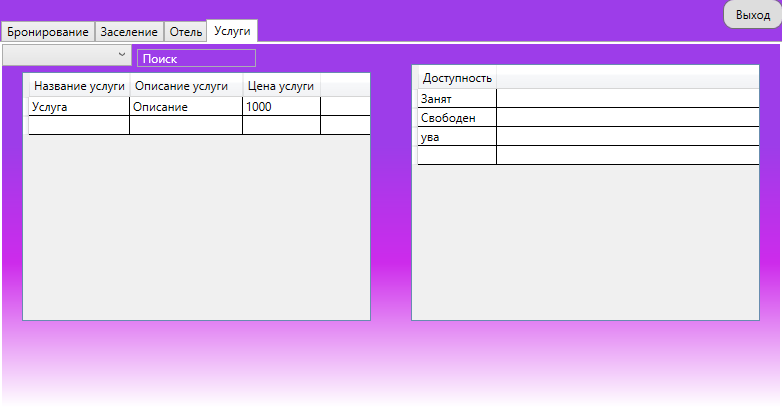 Выход
Бронирование Заселение Отель Услуги
Поиск
Название услуги Описание услуги Цена услуги
Услуга Описание 1000
Доступность
Занят
Свободен
ува